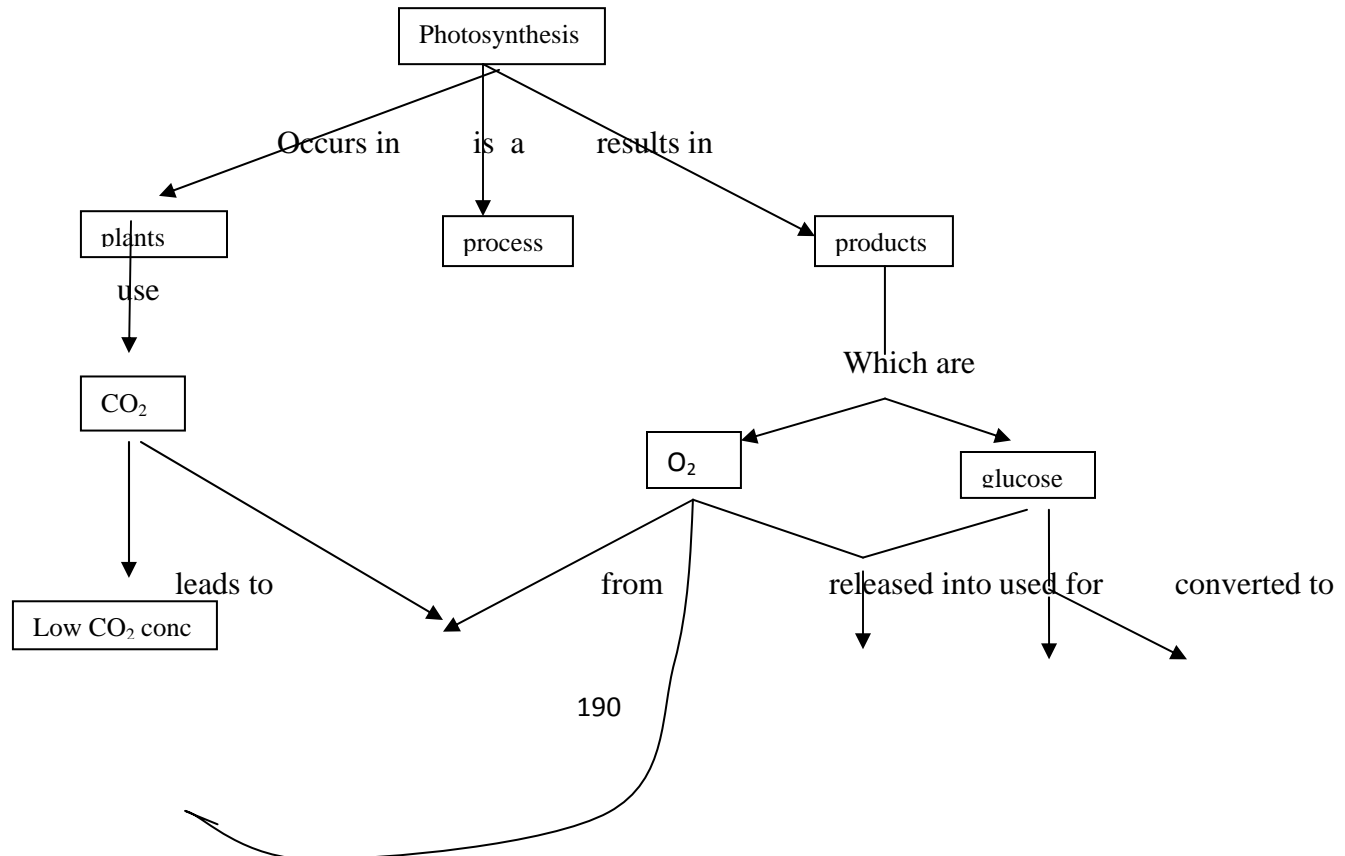 Photosynthesis
Occurs in is a results in
plants process products
use
Which are
CO₂
O₂
glucose
leads to from released into used for converted to
Low CO₂ conc
190